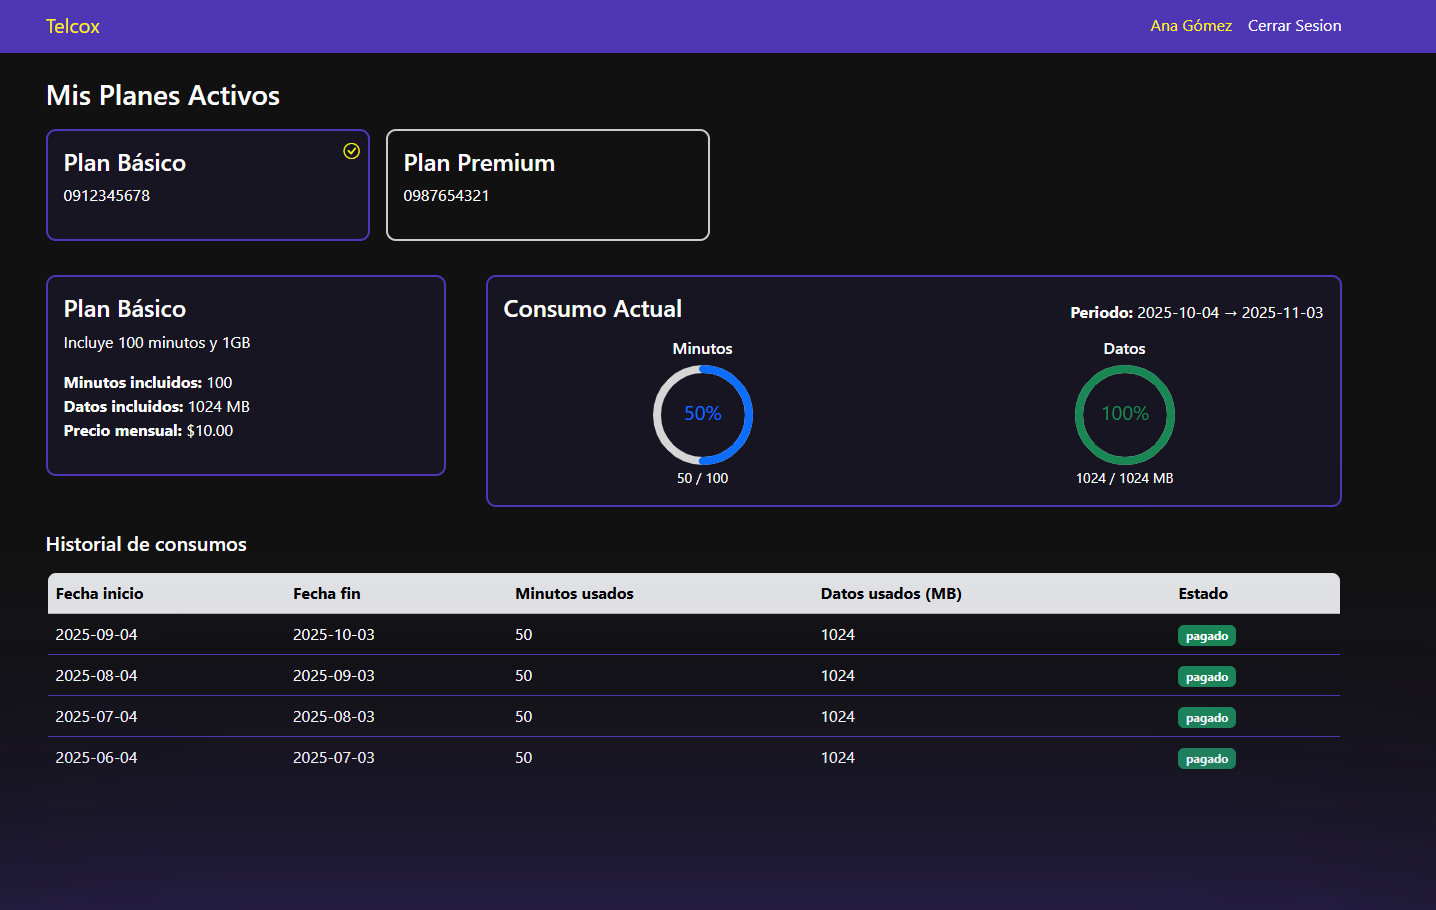 Telcox
Ana Gómez Cerrar Sesion
Mis Planes Activos
Plan Básico
0912345678
Plan Premium
0987654321
Plan Básico
Incluye 100 minutos y 1GB
Minutos incluidos: 100
Datos incluidos: 1024 MB
Precio mensual: $10.00
Consumo Actual
Periodo: 2025-10-04 → 2025-11-03
Minutos
50%
50 / 100
Datos
100%
1024 / 1024 MB
Historial de consumos
Fecha inicio Fecha fin Minutos usados Datos usados (MB) Estado
2025-09-04 2025-10-03 50 1024 pagado
2025-08-04 2025-09-03 50 1024 pagado
2025-07-04 2025-08-03 50 1024 pagado
2025-06-04 2025-07-03 50 1024 pagado